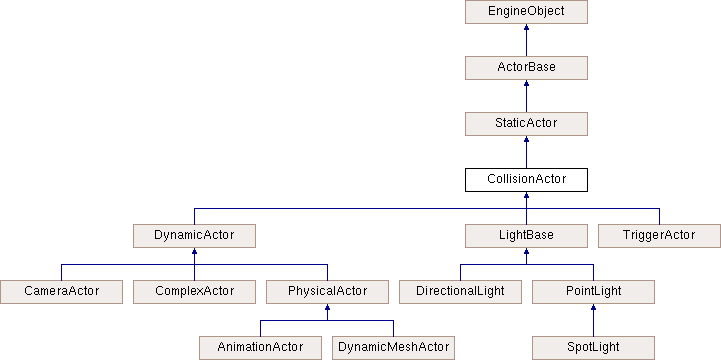 EngineObject
ActorBase
StaticActor
CollisionActor
DynamicActor
LightBase
TriggerActor
CameraActor
ComplexActor
PhysicalActor
DirectionalLight
PointLight
AnimationActor
DynamicMeshActor
SpotLight